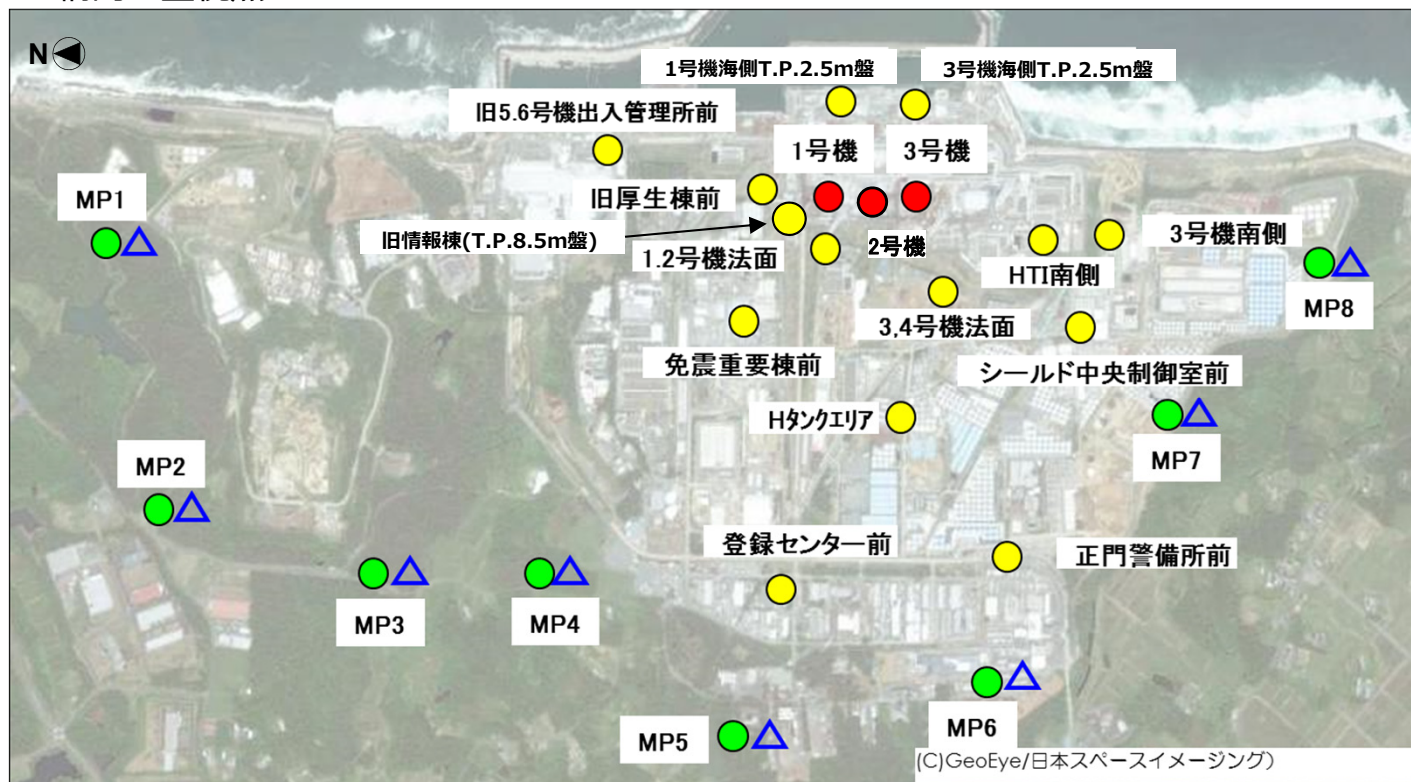 N
1号機海側T.P.2.5m盤
3号機海側T.P.2.5m盤
旧5.6号機出入管理所前
1号機
3号機
MP1
旧厚生棟前
旧情報棟(T.P.8.5m盤)
1.2号機法面
2号機
3号機南側
HTI南側
MP8
3,4号機法面
免震重要棟前
シールド中央制御室前
Hタンクエリア
MP7
MP2
登録センター前
正門警備所前
MP3
MP4
MP6
MP5
(C)GeoEye/日本スペースイメージング)